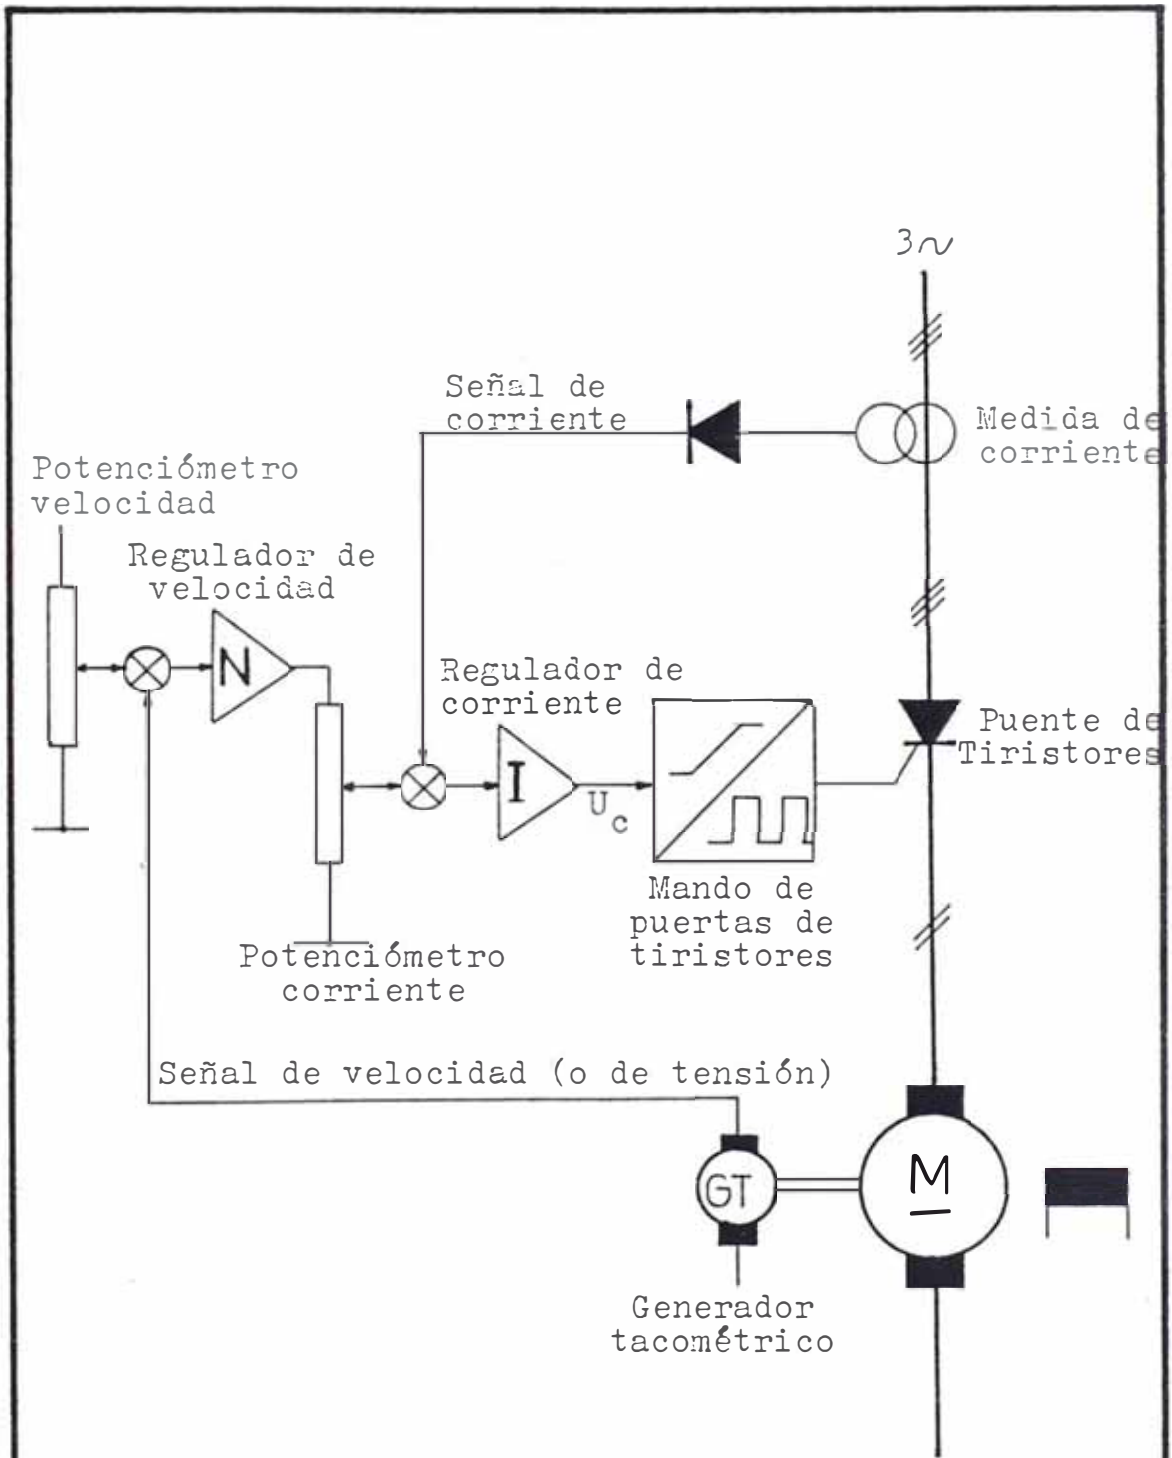 3~
Señal de
corriente
Medida de
corriente
Potenciómetro
velocidad
Regulador de
velocidad
N
Regulador de
corriente
I
U_c
Puente de
Tiristores
Mando de
puertas de
tiristores
Potenciómetro
corriente
Señal de velocidad (o de tensión)
GT
M
Generador
tacométrico